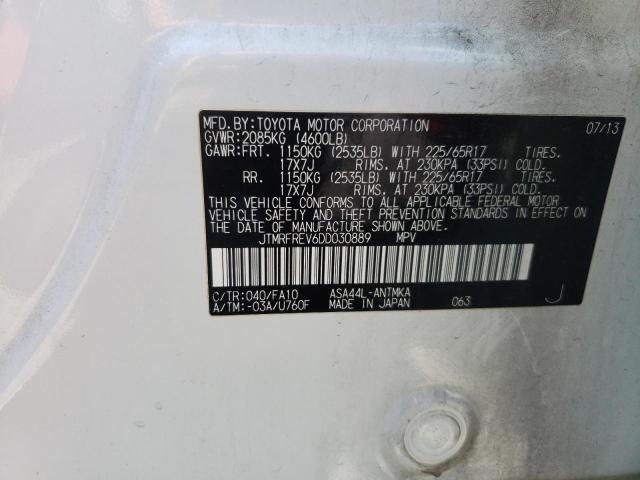 MFD.BY:TOYOTA MOTOR CORPORATION 07/13
GVWR:2085KG (4600LB)
GAWR:FRT. 1150KG (2535LB) WITH 225/65R17 TIRES.
17X7J RIMS. AT 230KPA (33PSI) COLD.
RR. 1150KG (2535LB) WITH 225/65R17 TIRES.
17X7J RIMS. AT 230KPA (33PSI) COLD.
THIS VEHICLE CONFORMS TO ALL APPLICABLE FEDERAL MOTOR
VEHICLE SAFETY AND THEFT PREVENTION STANDARDS IN EFFECT ON
THE DATE OF MANUFACTURE SHOWN ABOVE.
JTMRFREV6DD030889 MPV
C/TR:040/FA10 ASA44L-ANTMKA
A/TM:-03A/U760F MADE IN JAPAN 063 J